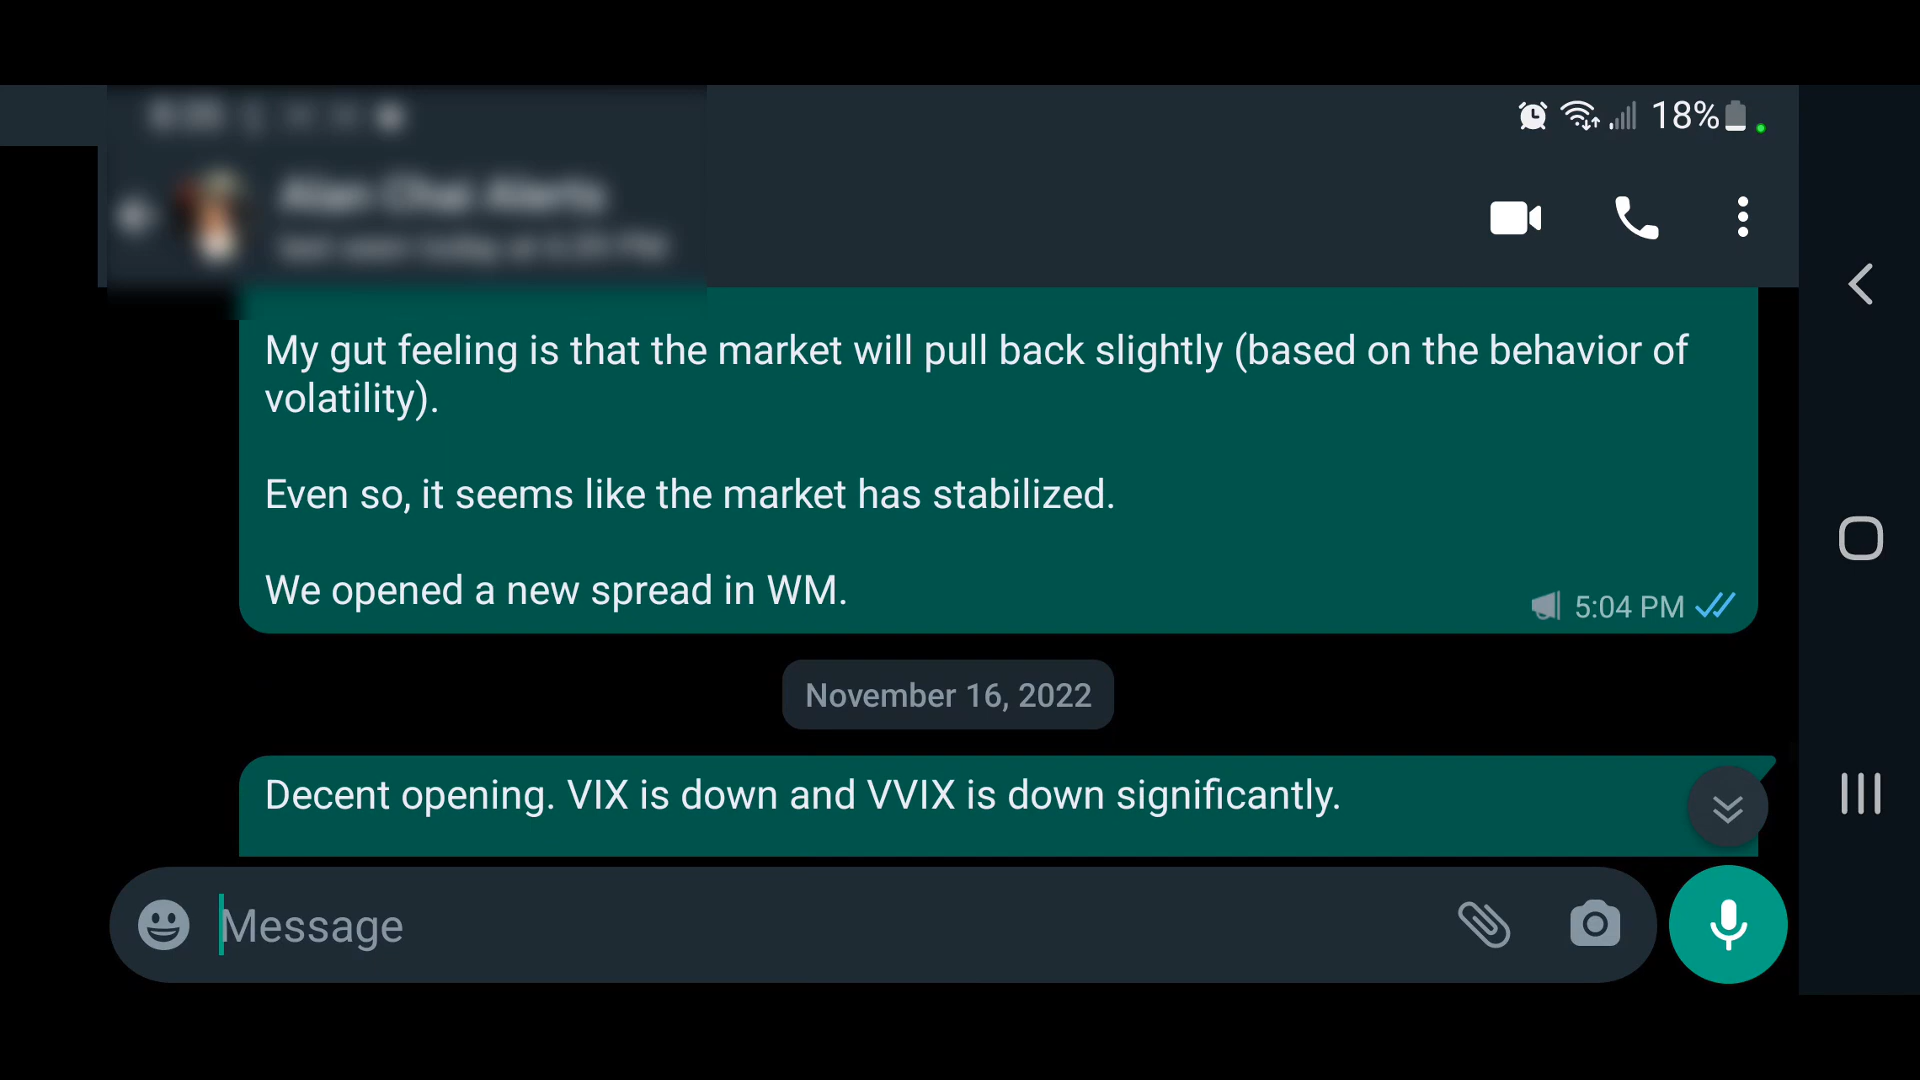 18%
My gut feeling is that the market will pull back slightly (based on the behavior of
volatility).
Even so, it seems like the market has stabilized.
We opened a new spread in WM.
5:04 PM
November 16, 2022
Decent opening. VIX is down and VVIX is down significantly.
Message